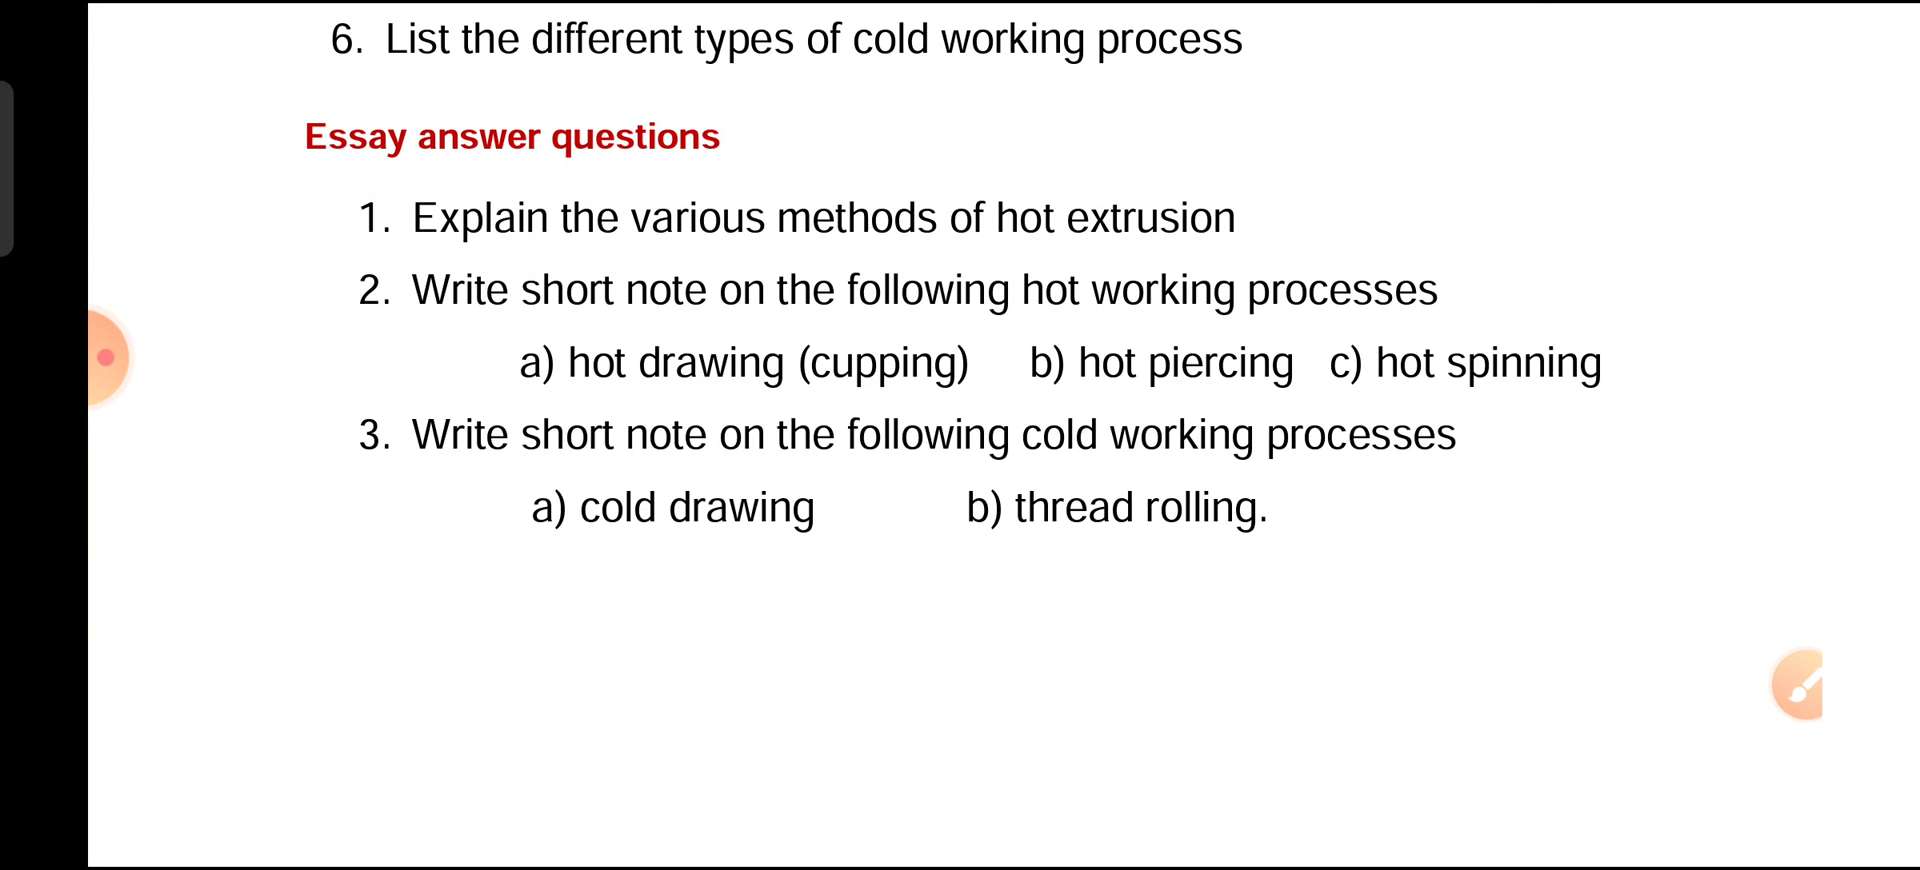 6. List the different types of cold working process
Essay answer questions
1. Explain the various methods of hot extrusion
2. Write short note on the following hot working processes
a) hot drawing (cupping) b) hot piercing c) hot spinning
3. Write short note on the following cold working processes
a) cold drawing b) thread rolling.